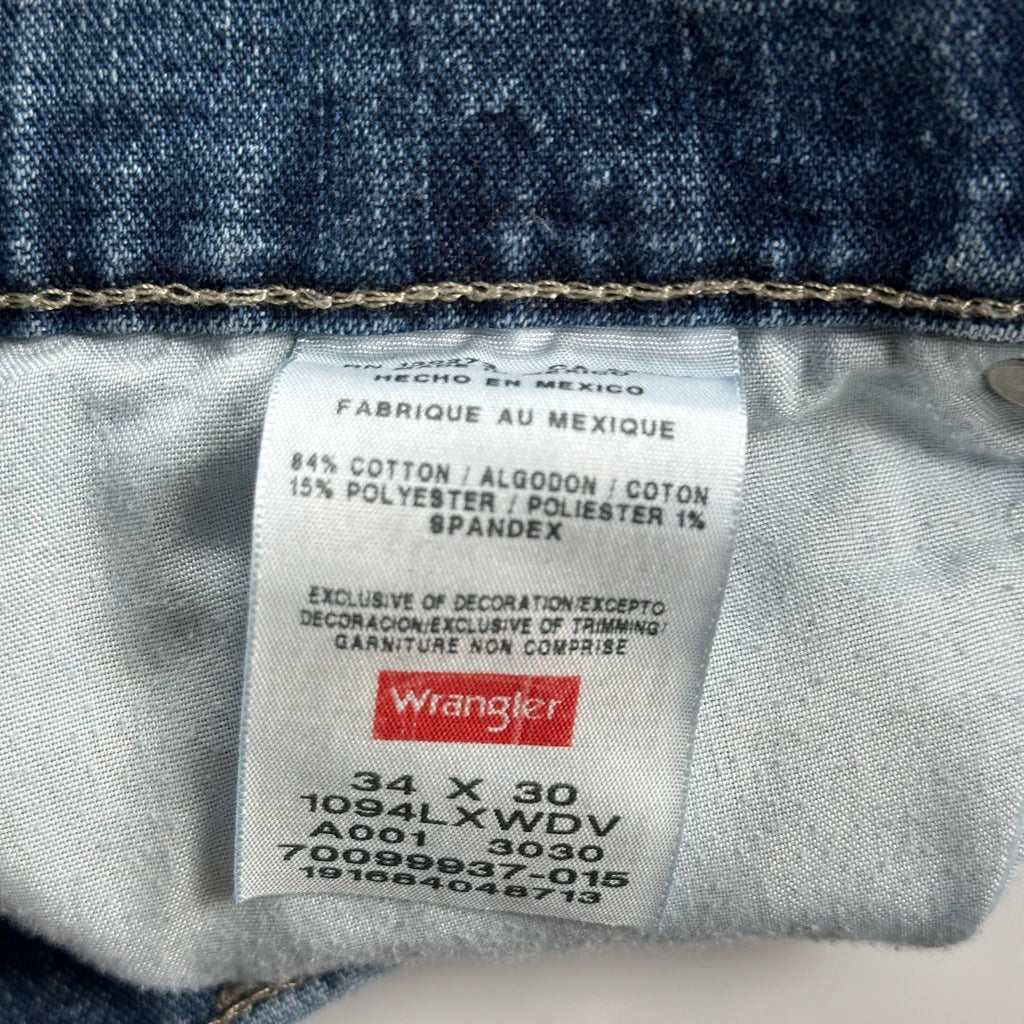 HECHO EN MEXICO
FABRIQUE AU MEXIQUE
84% COTTON / ALGODON / COTON
15% POLYESTER / POLIESTER 1%
SPANDEX
EXCLUSIVE OF DECORATION/EXCEPTO
DECORACION/EXCLUSIVE OF TRIMMING/
GARNITURE NON COMPRISE
Wrangler
34 X 30
1094LXWDV
A001 3030
70099937-015
191684048713